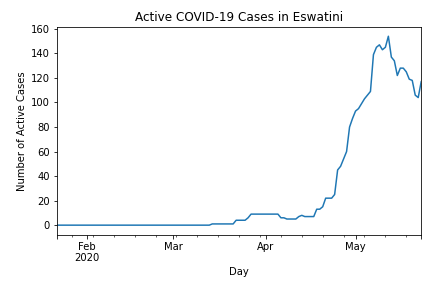 Active COVID-19 Cases in Eswatini
160
140
120
100
80
60
40
20
0
Number of Active Cases
Feb
2020
Mar
Apr
May
Day